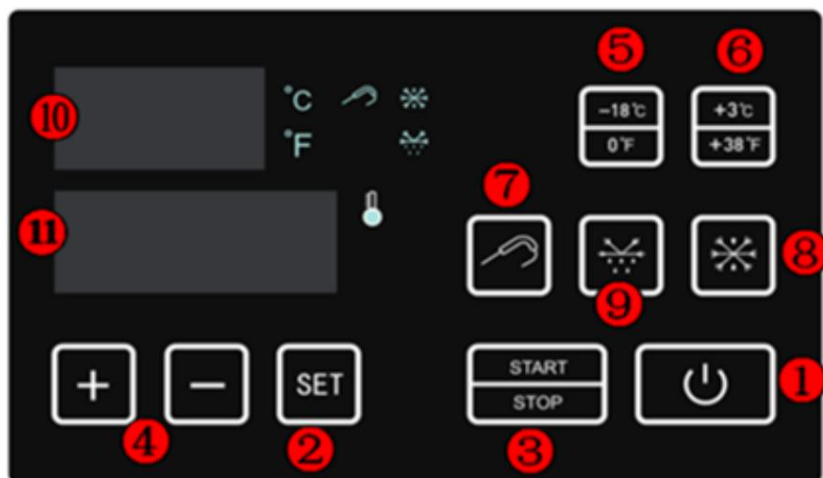 5 6
10 °C -18°C +3°C
°F 0°F +38°F
7
11 8
9
START 1
+ - SET STOP
4 2 3